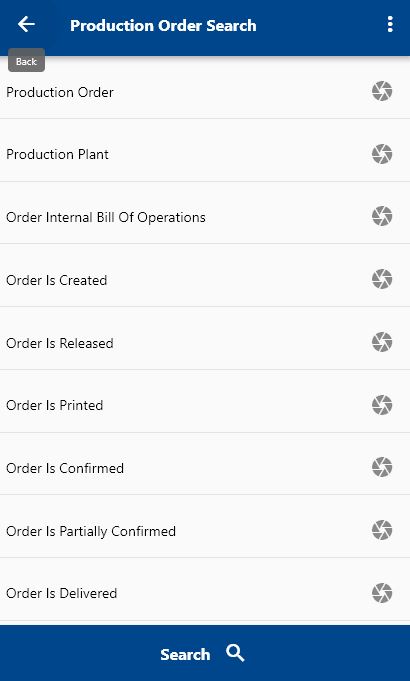 Production Order Search
Back
Production Order
Production Plant
Order Internal Bill Of Operations
Order Is Created
Order Is Released
Order Is Printed
Order Is Confirmed
Order Is Partially Confirmed
Order Is Delivered
Search